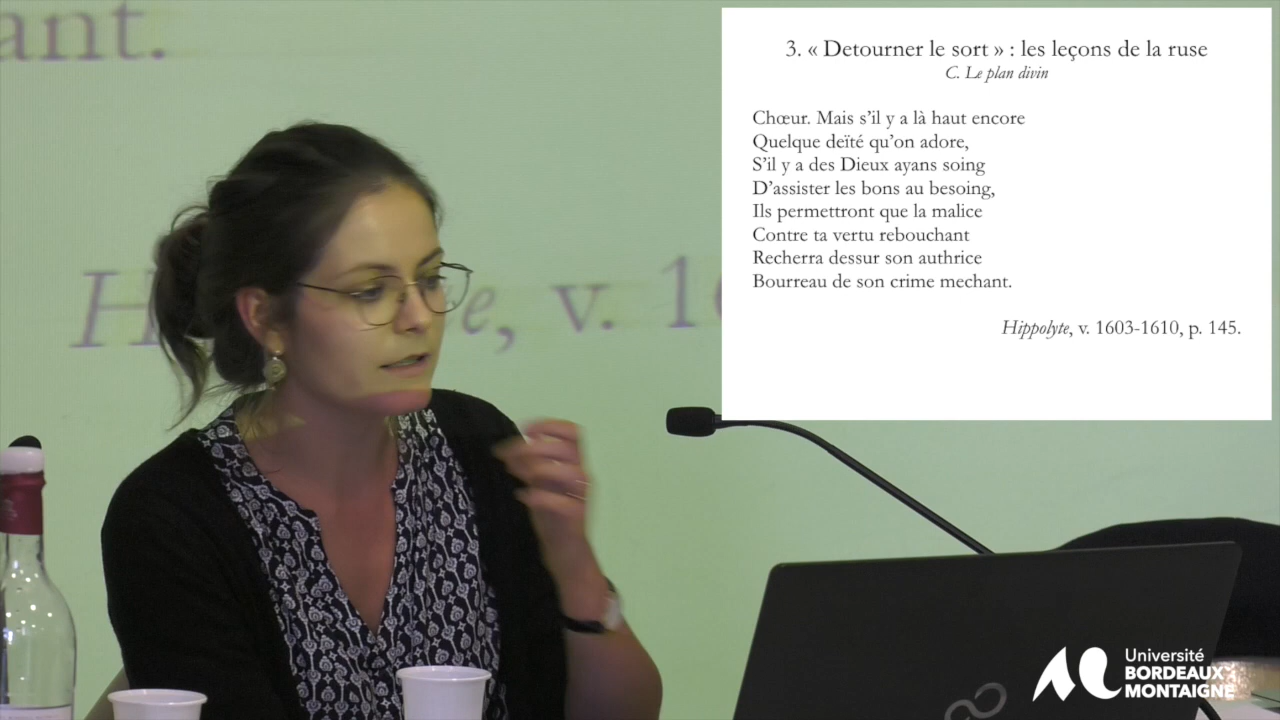 ant.
3. « Detourner le sort » : les leçons de la ruse
C. Le plan divin
Chœur. Mais s’il y a là haut encore
Quelque deïté qu’on adore,
S’il y a des Dieux ayans soing
D’assister les bons au besoing,
Ils permettront que la malice
Contre ta vertu rebouchant
Recherra dessur son authrice
Bourreau de son crime mechant.
Hippolyte, v. 1603-1610, p. 145.
v. 16
Université
BORDEAUX
MONTAIGNE